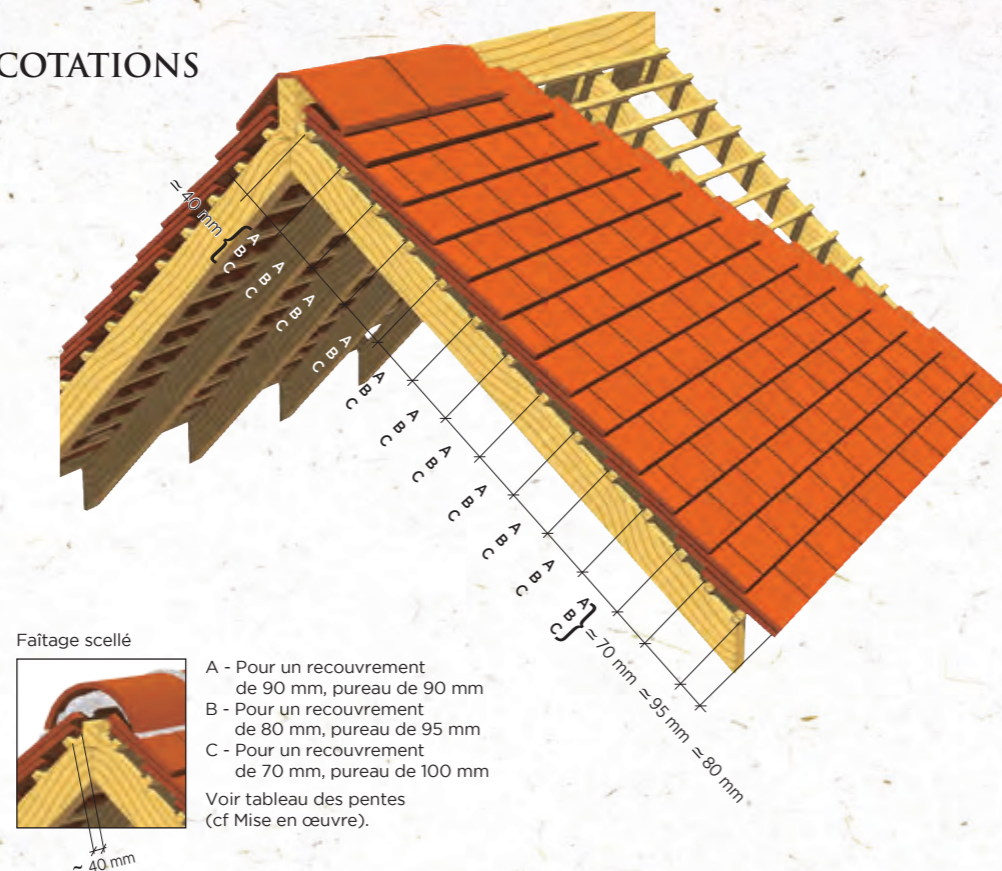 COTATIONS
≃ 40 mm
A
B
C
A
B
C
A
B
C
A
B
C
A
B
C
A
B
C
A
B
C
A
B
C
A
B
C
A
B
C
A
B
C
≃ 70 mm ≃ 95 mm ≃ 80 mm
Faîtage scellé
A - Pour un recouvrement
de 90 mm, pureau de 90 mm
B - Pour un recouvrement
de 80 mm, pureau de 95 mm
C - Pour un recouvrement
de 70 mm, pureau de 100 mm
Voir tableau des pentes
(cf Mise en œuvre).
~ 40 mm